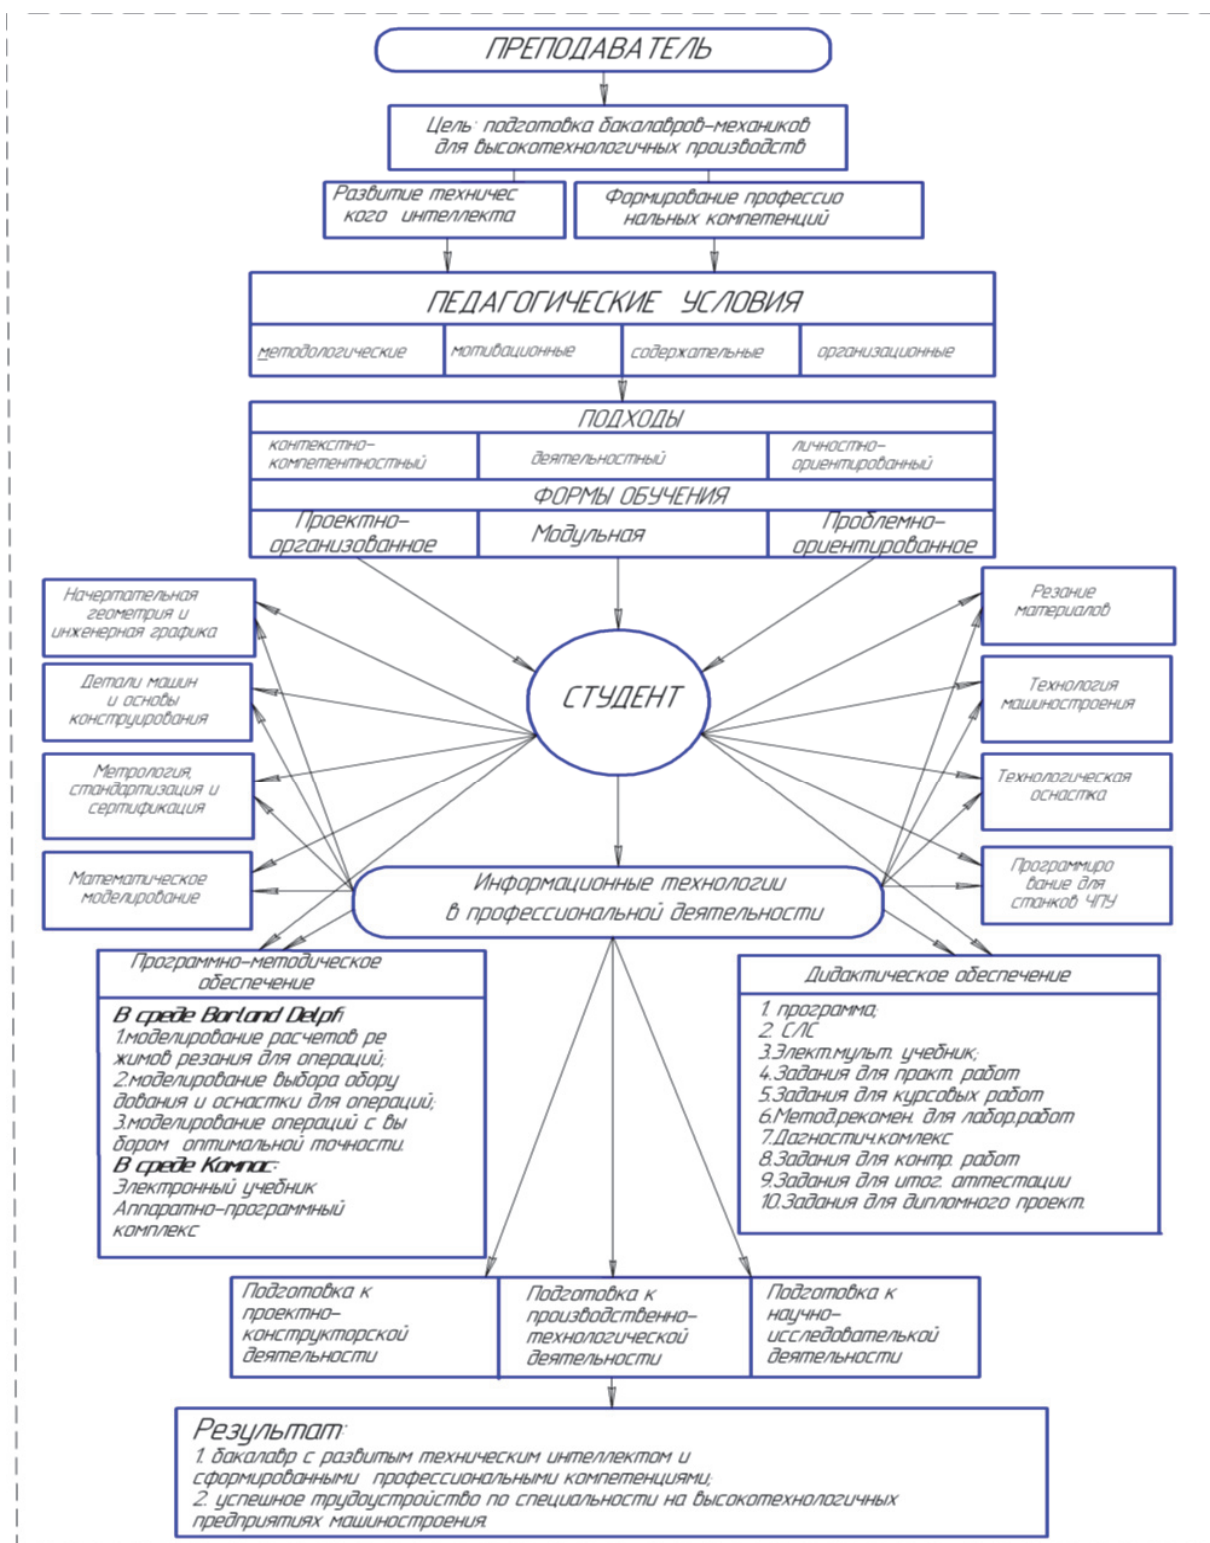 ПРЕПОДАВАТЕЛЬ
Цель: подготовка бакалавров-механиков
для высокотехнологичных производств
Развитие техничес
кого интеллекта
Формирование профессио
нальных компетенций
ПЕДАГОГИЧЕСКИЕ УСЛОВИЯ
методологические
мотивационные
содержательные
организационные
ПОДХОДЫ
контекстно-
компетентностный
деятельностный
личностно-
ориентированный
ФОРМЫ ОБУЧЕНИЯ
Проектно-
организованное
Модульная
Проблемно-
ориентированное
Начертательная
геометрия и
инженерная графика
Детали машин
и основы
конструирования
Метрология,
стандартизация и
сертификация
Математическое
моделирование
СТУДЕНТ
Резание
материалов
Технология
машиностроения
Технологическая
оснастка
Программиро
вание для
станков ЧПУ
Информационные технологии
в профессиональной деятельности
Программно-методическое
обеспечение
В среде Borland Delpfi:
1.моделирование расчетов ре
жимов резания для операций;
2.моделирование выбора обору
дования и оснастки для операций;
3.моделирование операций с вы
бором оптимальной точности.
В среде Компас:
Электронный учебник
Аппаратно-программный
комплекс
Дидактическое обеспечение
1. программа;
2. СЛС
3.Элект.мульт. учебник;
4.Задания для практ. работ
5.Задания для курсовых работ
6.Метод.рекомен. для лабор.работ
7.Дагностич.комлекс
8.Задания для контр. работ
9.Задания для итог. аттестации
10.Задания для дипломного проект.
Подготовка к
проектно-
конструкторской
деятельности
Подготовка к
производственно-
технологической
деятельности
Подготовка к
научно-
исследователькой
деятельности
Результат:
1. бакалавр с развитым техническим интеллектом и
сформированными профессиональными компетенциями;
2. успешное трудоустройство по специальности на высокотехнологичных
предприятиях машиностроения.